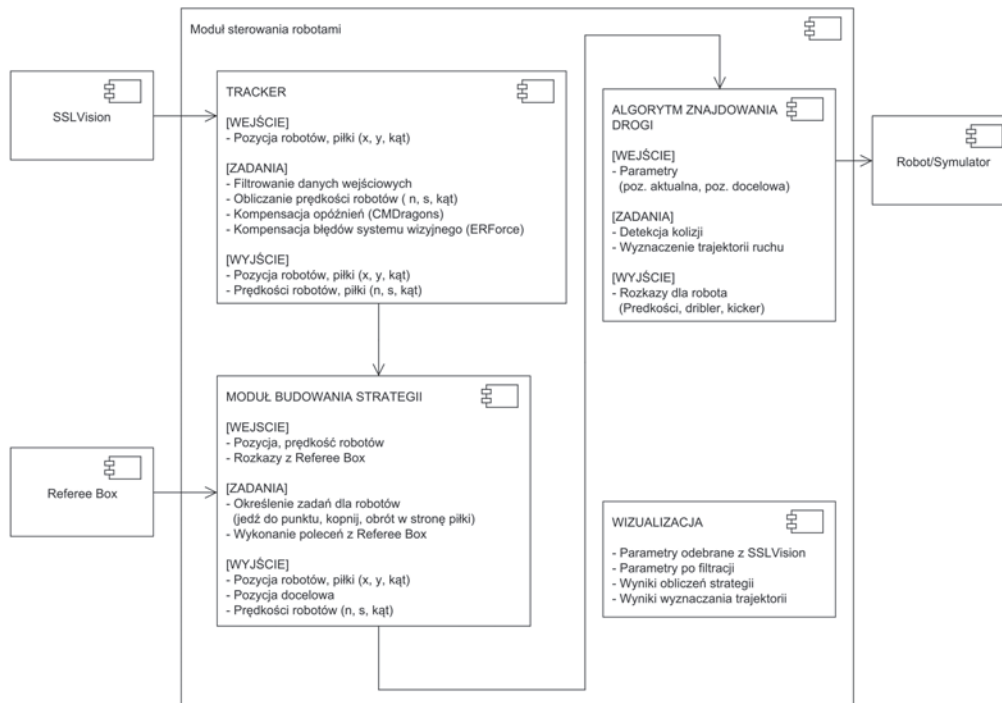 Moduł sterowania robotami
SSLVision
TRACKER
[WEJŚCIE]
- Pozycja robotów, piłki (x, y, kąt)
[ZADANIA]
- Filtrowanie danych wejściowych
- Obliczanie prędkości robotów ( n, s, kąt)
- Kompensacja opóźnień (CMDragons)
- Kompensacja błędów systemu wizyjnego (ERForce)
[WYJŚCIE]
- Pozycja robotów, piłki (x, y, kąt)
- Prędkości robotów, piłki (n, s, kąt)
ALGORYTM ZNAJDOWANIA
DROGI
[WEJŚCIE]
- Parametry
(poz. aktualna, poz. docelowa)
[ZADANIA]
- Detekcja kolizji
- Wyznaczenie trajektorii ruchu
[WYJŚCIE]
- Rozkazy dla robota
(Predkości, dribler, kicker)
Robot/Symulator
Referee Box
MODUŁ BUDOWANIA STRATEGII
[WEJSCIE]
- Pozycja, prędkość robotów
- Rozkazy z Referee Box
[ZADANIA]
- Określenie zadań dla robotów
(jedź do punktu, kopnij, obrót w stronę piłki)
- Wykonanie poleceń z Referee Box
[WYJŚCIE]
- Pozycja robotów, piłki (x, y, kąt)
- Pozycja docelowa
- Prędkości robotów (n, s, kąt)
WIZUALIZACJA
- Parametry odebrane z SSLVision
- Parametry po filtracji
- Wyniki obliczeń strategii
- Wyniki wyznaczania trajektorii